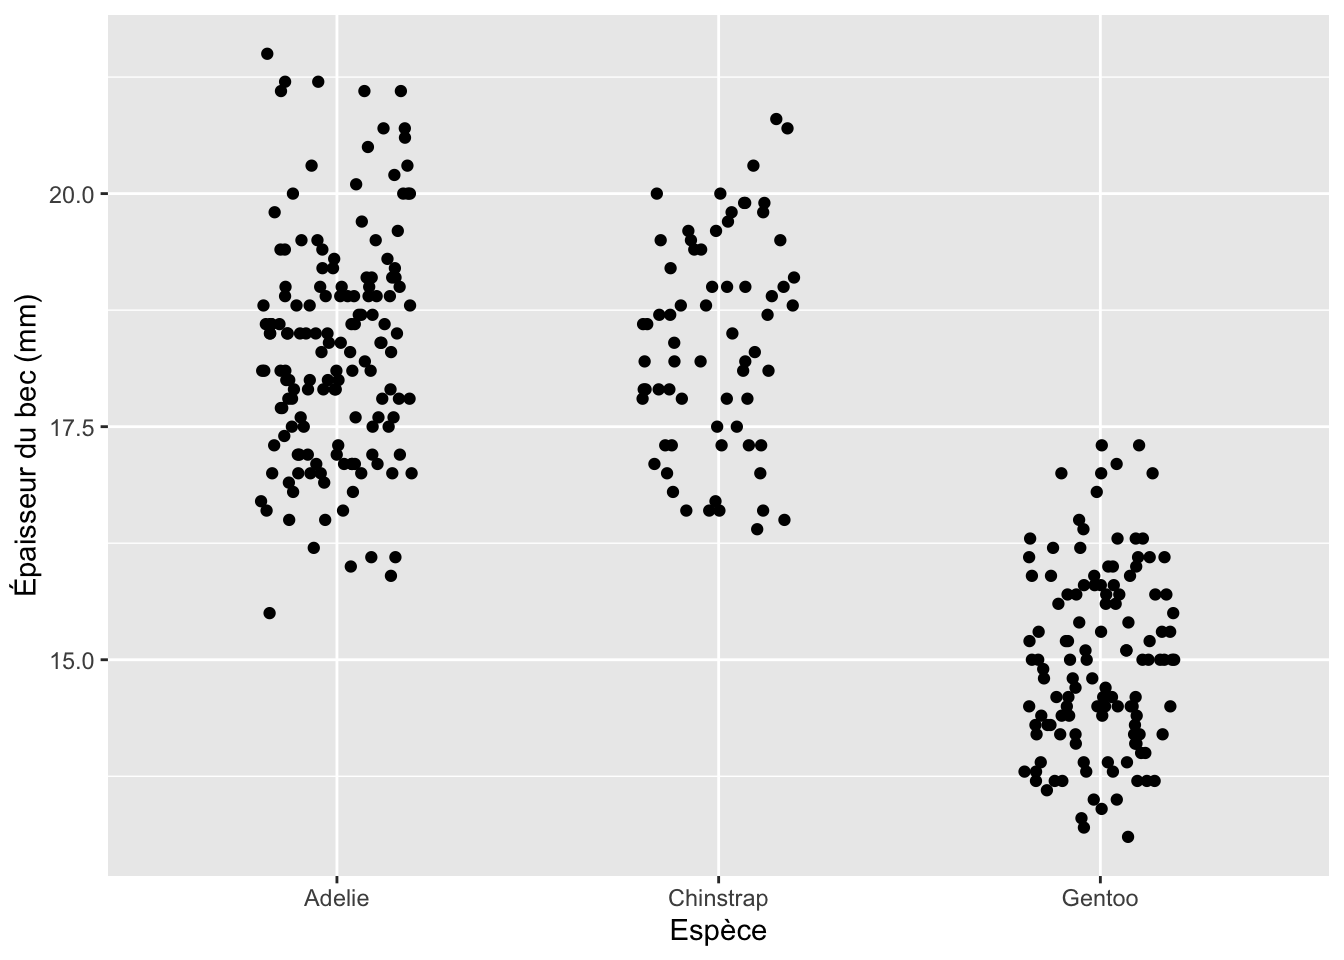 Épaisseur du bec (mm)
20.0
17.5
15.0
Adelie
Chinstrap
Gentoo
Espèce